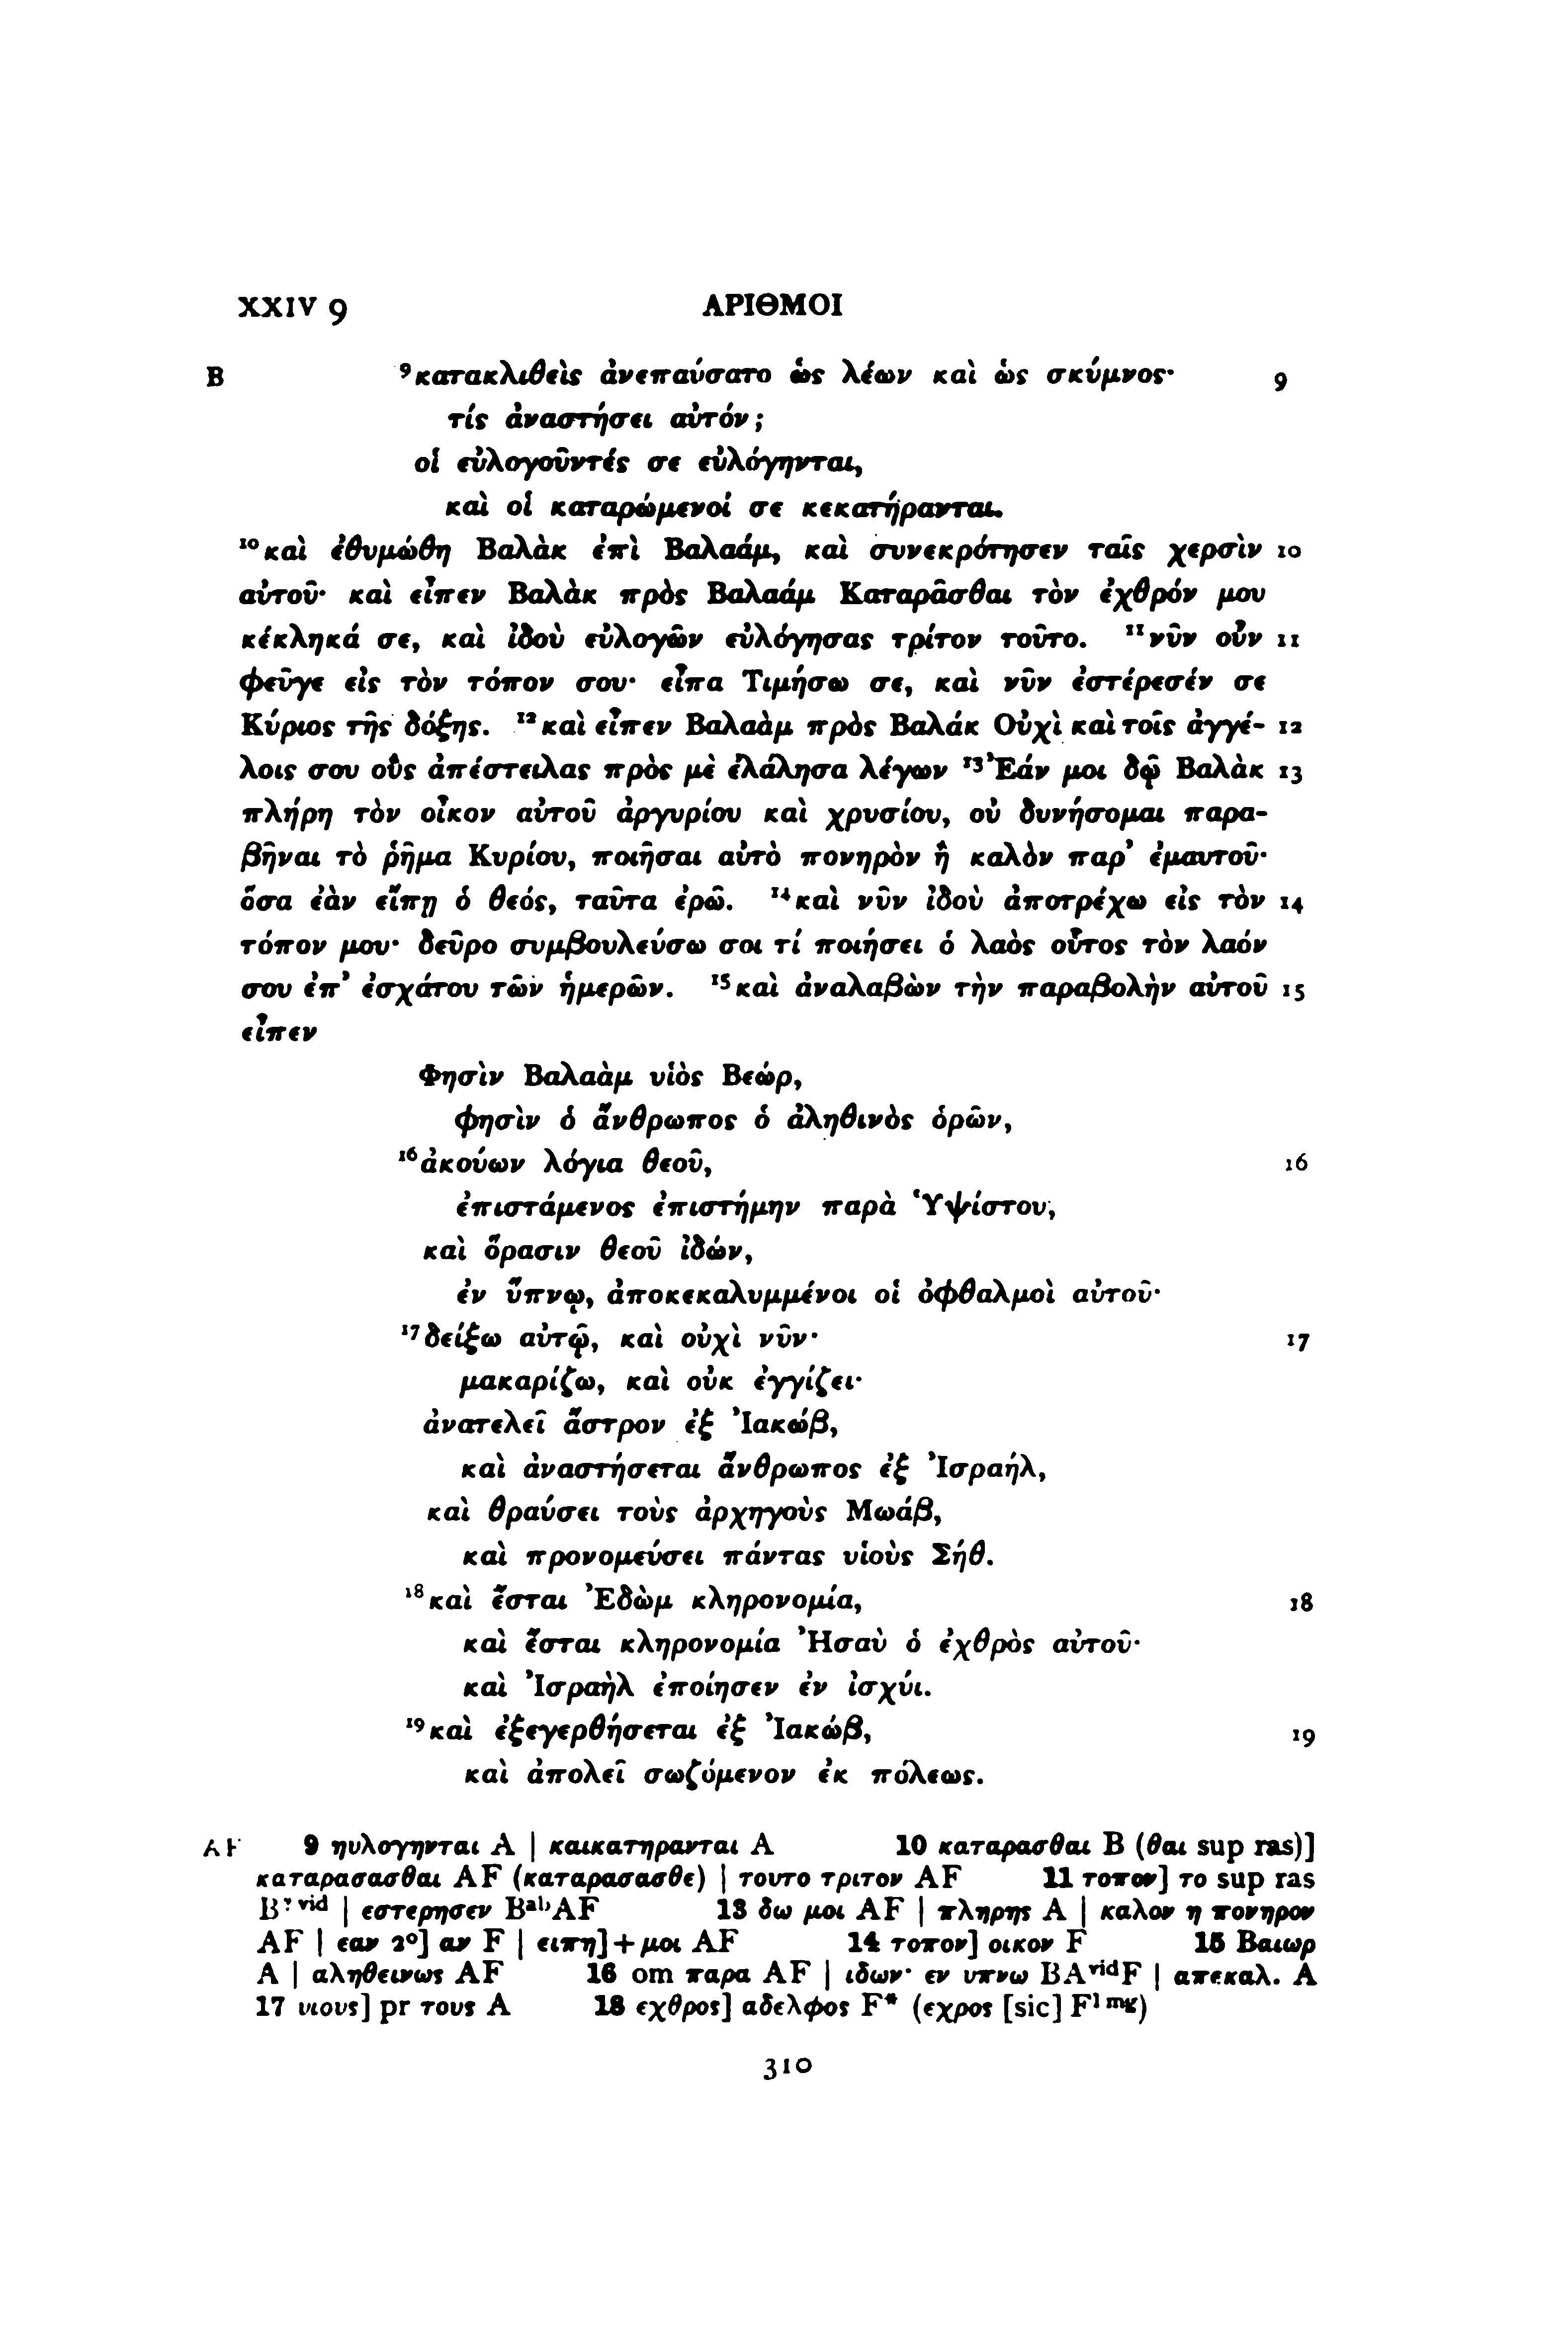 XXIV 9 ΑΡΙΘΜΟΙ
B ⁹κατακλιθεὶς ἀνεπαύσατο ὡς λέων καὶ ὡς σκύμνος· 9
τίς ἀναστήσει αὐτόν;
οἱ εὐλογοῦντές σε εὐλόγηνται,
καὶ οἱ καταρώμενοί σε κεκατήρανται.
¹⁰καὶ ἐθυμώθη Βαλὰκ ἐπὶ Βαλαάμ, καὶ συνεκρότησεν ταῖς χερσὶν 10
αὐτοῦ· καὶ εἶπεν Βαλὰκ πρὸς Βαλαάμ Καταρᾶσθαι τὸν ἐχθρόν μου
κέκληκά σε, καὶ ἰδοὺ εὐλογῶν εὐλόγησας τρίτον τοῦτο. ¹¹νῦν οὖν 11
φεῦγε εἰς τὸν τόπον σου· εἶπα Τιμήσω σε, καὶ νῦν ἐστέρεσέν σε
Κύριος τῆς δόξης. ¹²καὶ εἶπεν Βαλαὰμ πρὸς Βαλάκ Οὐχὶ καὶ τοῖς ἀγγέ- 12
λοις σου οὓς ἀπέστειλας πρὸς μὲ ἐλάλησα λέγων ¹³Ἐάν μοι δῷ Βαλὰκ 13
πλήρη τὸν οἶκον αὐτοῦ ἀργυρίου καὶ χρυσίου, οὐ δυνήσομαι παρα-
βῆναι τὸ ῥῆμα Κυρίου, ποιῆσαι αὐτὸ πονηρὸν ἢ καλὸν παρ᾽ ἐμαυτοῦ·
ὅσα ἐὰν εἴπῃ ὁ θεός, ταῦτα ἐρῶ. ¹⁴καὶ νῦν ἰδοὺ ἀποτρέχω εἰς τὸν 14
τόπον μου· δεῦρο συμβουλεύσω σοι τί ποιήσει ὁ λαὸς οὗτος τὸν λαόν
σου ἐπ᾽ ἐσχάτου τῶν ἡμερῶν. ¹⁵καὶ ἀναλαβὼν τὴν παραβολὴν αὐτοῦ 15
εἶπεν
Φησὶν Βαλαὰμ υἱὸς Βεώρ,
φησὶν ὁ ἄνθρωπος ὁ ἀληθινὸς ὁρῶν,
¹⁶ἀκούων λόγια θεοῦ, 16
ἐπιστάμενος ἐπιστήμην παρὰ Ὑψίστου,
καὶ ὅρασιν θεοῦ ἰδών,
ἐν ὕπνῳ, ἀποκεκαλυμμένοι οἱ ὀφθαλμοὶ αὐτοῦ·
¹⁷δείξω αὐτῷ, καὶ οὐχὶ νῦν· 17
μακαρίζω, καὶ οὐκ ἐγγίζει·
ἀνατελεῖ ἄστρον ἐξ Ἰακώβ,
καὶ ἀναστήσεται ἄνθρωπος ἐξ Ἰσραήλ,
καὶ θραύσει τοὺς ἀρχηγοὺς Μωάβ,
καὶ προνομεύσει πάντας υἱοὺς Σήθ.
¹⁸καὶ ἔσται Ἐδὼμ κληρονομία, 18
καὶ ἔσται κληρονομία Ἠσαὺ ὁ ἐχθρὸς αὐτοῦ·
καὶ Ἰσραὴλ ἐποίησεν ἐν ἰσχύι.
¹⁹καὶ ἐξεγερθήσεται ἐξ Ἰακώβ, 19
καὶ ἀπολεῖ σωζόμενον ἐκ πόλεως.
AF 9 ηυλογηνται A | καικατηρανται A 10 καταρασθαι B (θαι sup ras)]
καταρασασθαι AF (καταρασασθε) | τουτο τριτον AF 11 τοπον] το sup ras
B? vid | εστερησεν BabAF 13 δω μοι AF | πληρης A | καλον η πονηρον
AF | εαν 2°] αν F | ειπη]+μοι AF 14 τοπον] οικον F 15 Βαιωρ
A | αληθεινως AF 16 om παρα AF | ιδων· εν υπνω BAvidF | απεκαλ. A
17 υιους] pr τους A 18 εχθρος] αδελφος F* (εχρος [sic] F¹ mg)
310